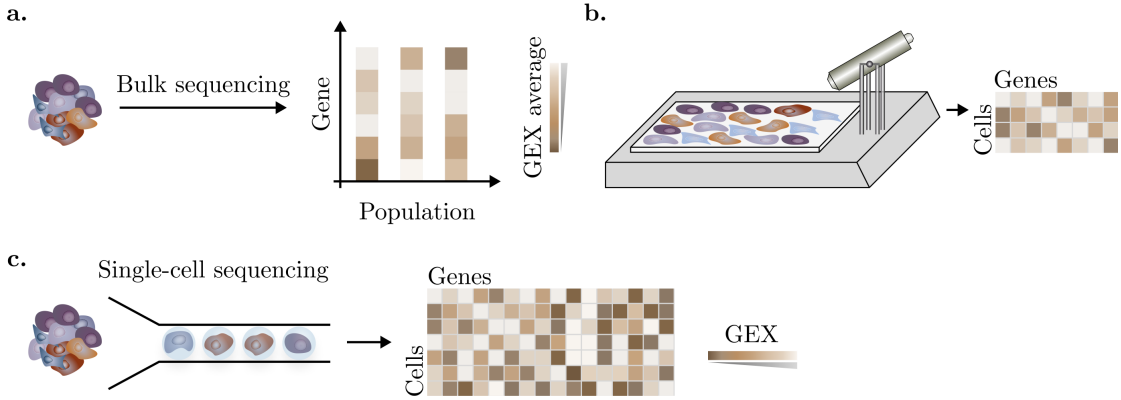 a.
Bulk sequencing
Gene
Population
GEX average
b.
Genes
Cells
c.
Single-cell sequencing
Genes
Cells
GEX